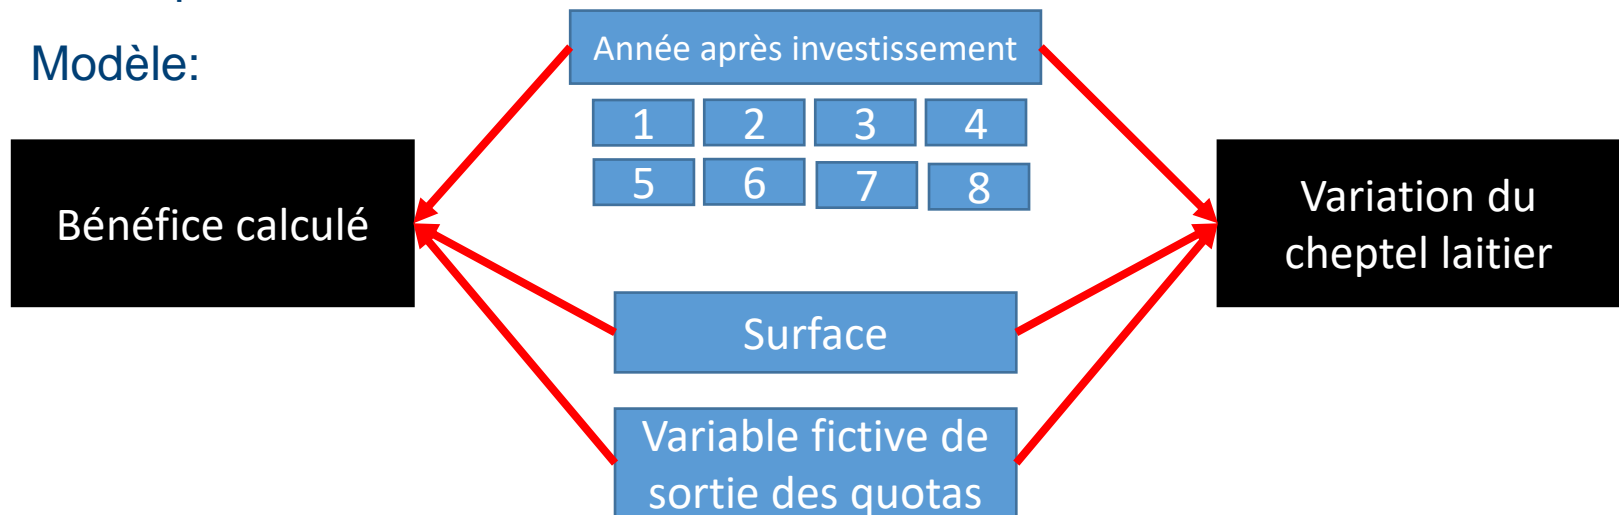 Modèle:
Année après investissement
1 2 3 4
5 6 7 8
Bénéfice calculé
Variation du
cheptel laitier
Surface
Variable fictive de
sortie des quotas